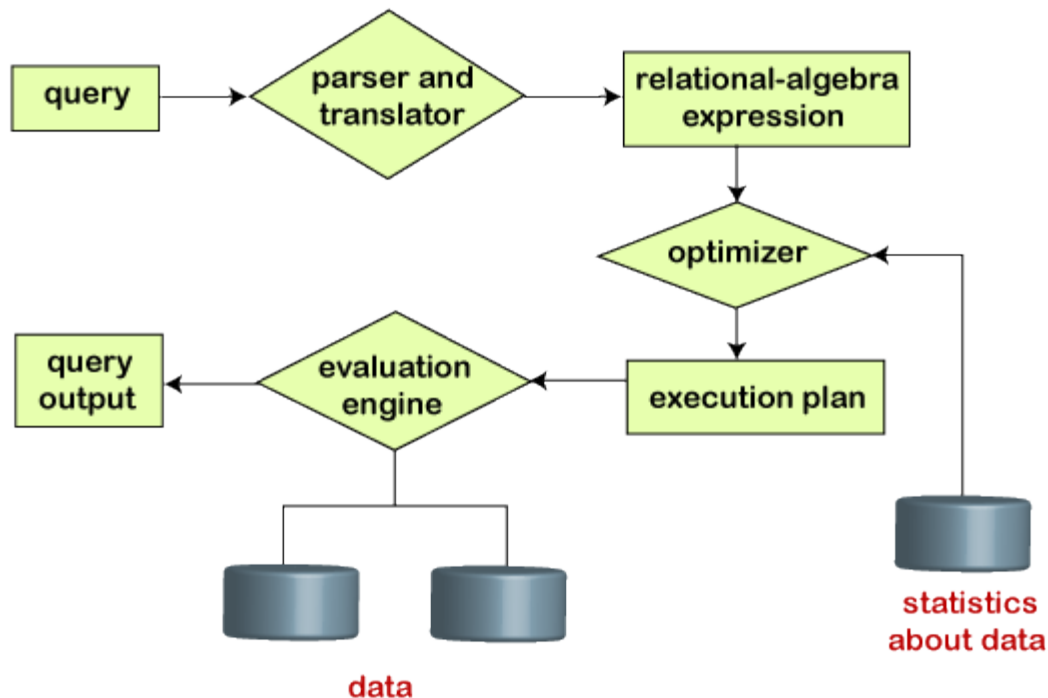 query
parser and
translator
relational-algebra
expression
optimizer
query
output
evaluation
engine
execution plan
statistics
about data
data